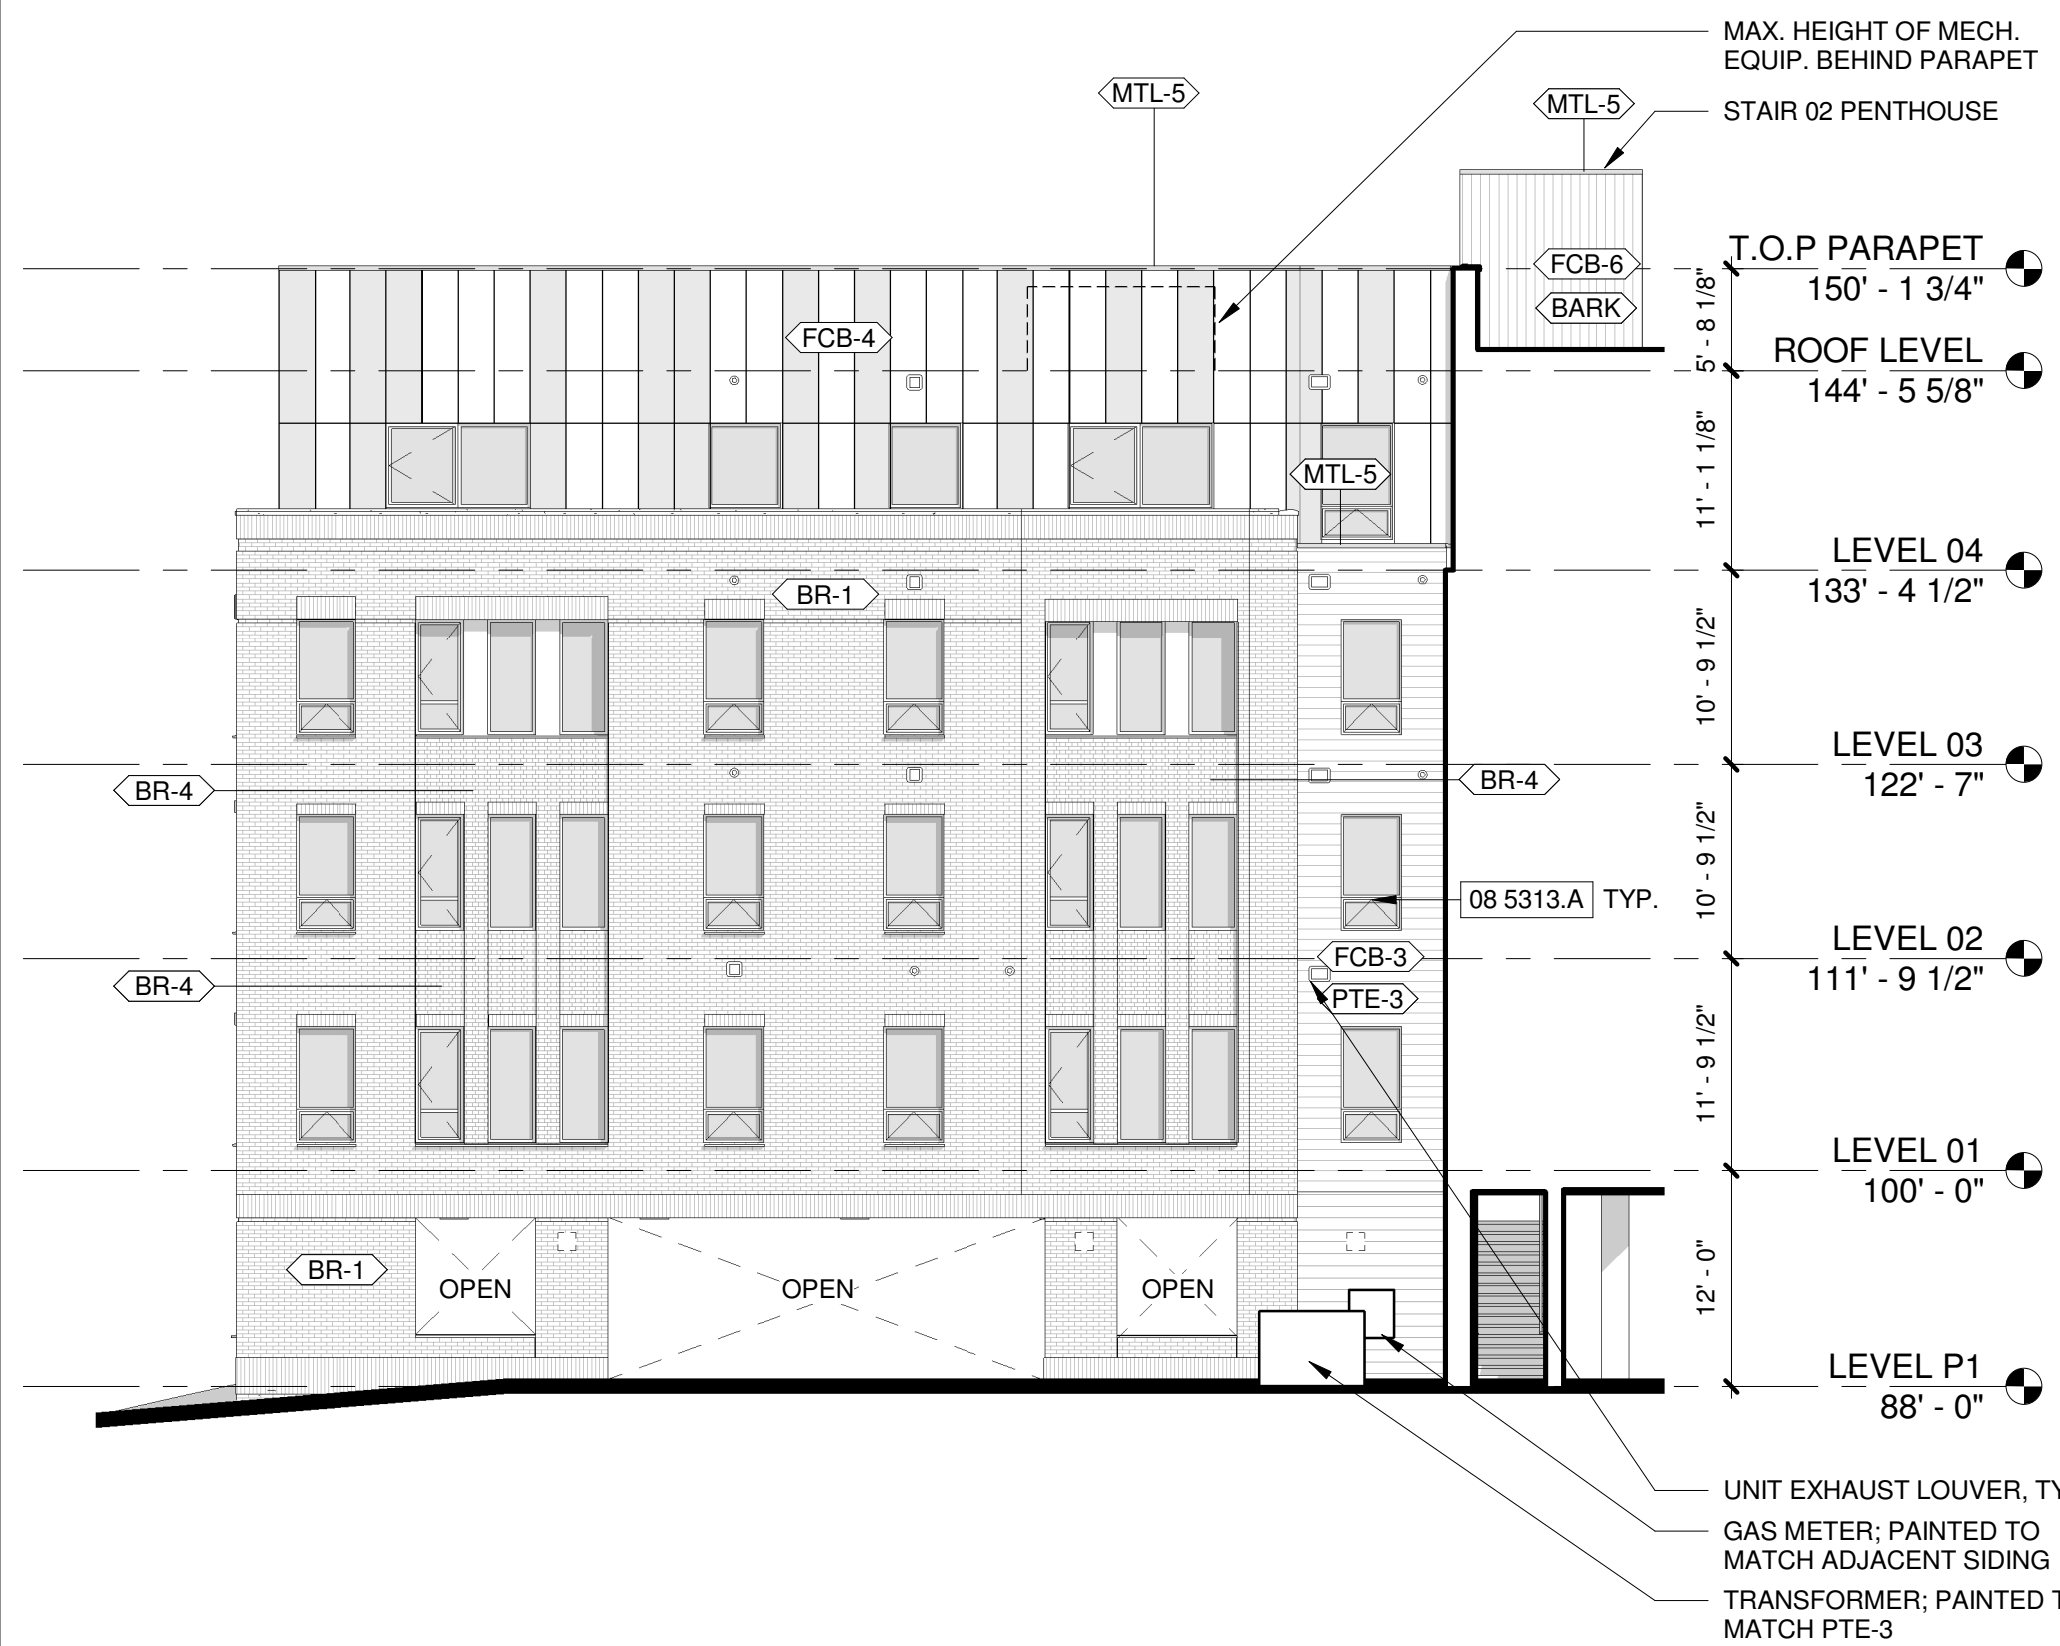 MAX. HEIGHT OF MECH.
EQUIP. BEHIND PARAPET
MTL-5
MTL-5
STAIR 02 PENTHOUSE
T.O.P PARAPET
150' - 1 3/4"
FCB-6
BARK
5' - 8 1/8"
FCB-4
ROOF LEVEL
144' - 5 5/8"
11' - 1 1/8"
MTL-5
LEVEL 04
133' - 4 1/2"
BR-1
10' - 9 1/2"
LEVEL 03
122' - 7"
BR-4
BR-4
10' - 9 1/2"
08 5313.A TYP.
LEVEL 02
111' - 9 1/2"
FCB-3
BR-4
PTE-3
11' - 9 1/2"
LEVEL 01
100' - 0"
BR-1
OPEN
OPEN
OPEN
12' - 0"
LEVEL P1
88' - 0"
UNIT EXHAUST LOUVER,
GAS METER; PAINTED TO
MATCH ADJACENT SIDING
TRANSFORMER; PAINTED
MATCH PTE-3